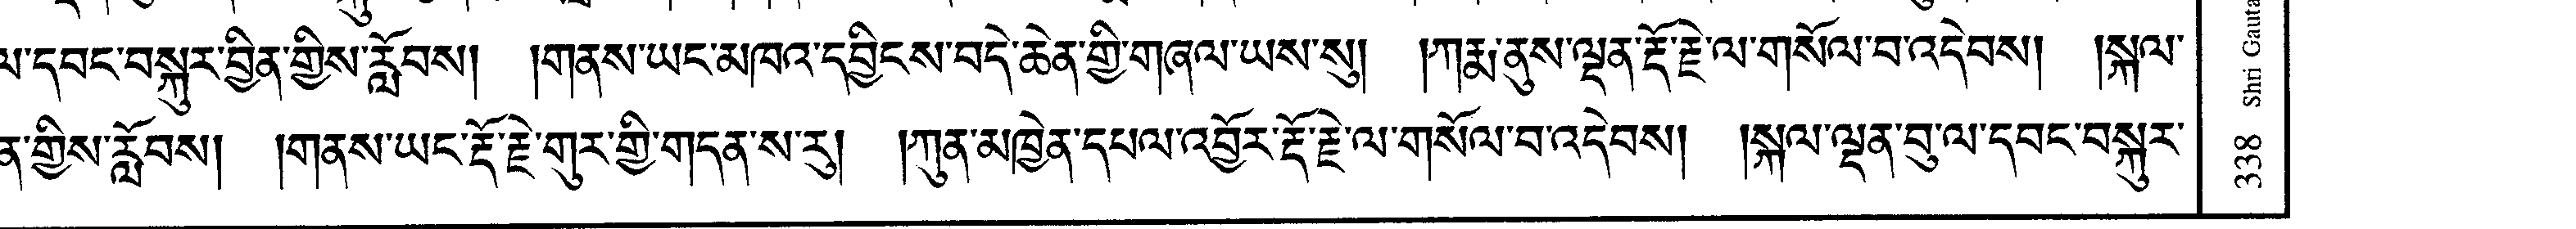 ལ་དབང་བསྐུར་བྱིན་གྱིས་རློབས། །གནས་ཡང་མཁའ་དབྱིངས་བདེ་ཆེན་གྱི་གཞལ་ཡས་སུ། །ཀརྨ་ནུས་ལྡན་རྡོ་རྗེ་ལ་གསོལ་བ་འདེབས། །སྐལ་
ན་གྱིས་རློབས། །གནས་ཡང་རྡོ་རྗེ་གུར་གྱི་གདན་ས་རུ། །ཀུན་མཁྱེན་དཔལ་འབྱོར་རྡོ་རྗེ་ལ་གསོལ་བ་འདེབས། །སྐལ་ལྡན་བུ་ལ་དབང་བསྐུར་
338 Shri Gauta